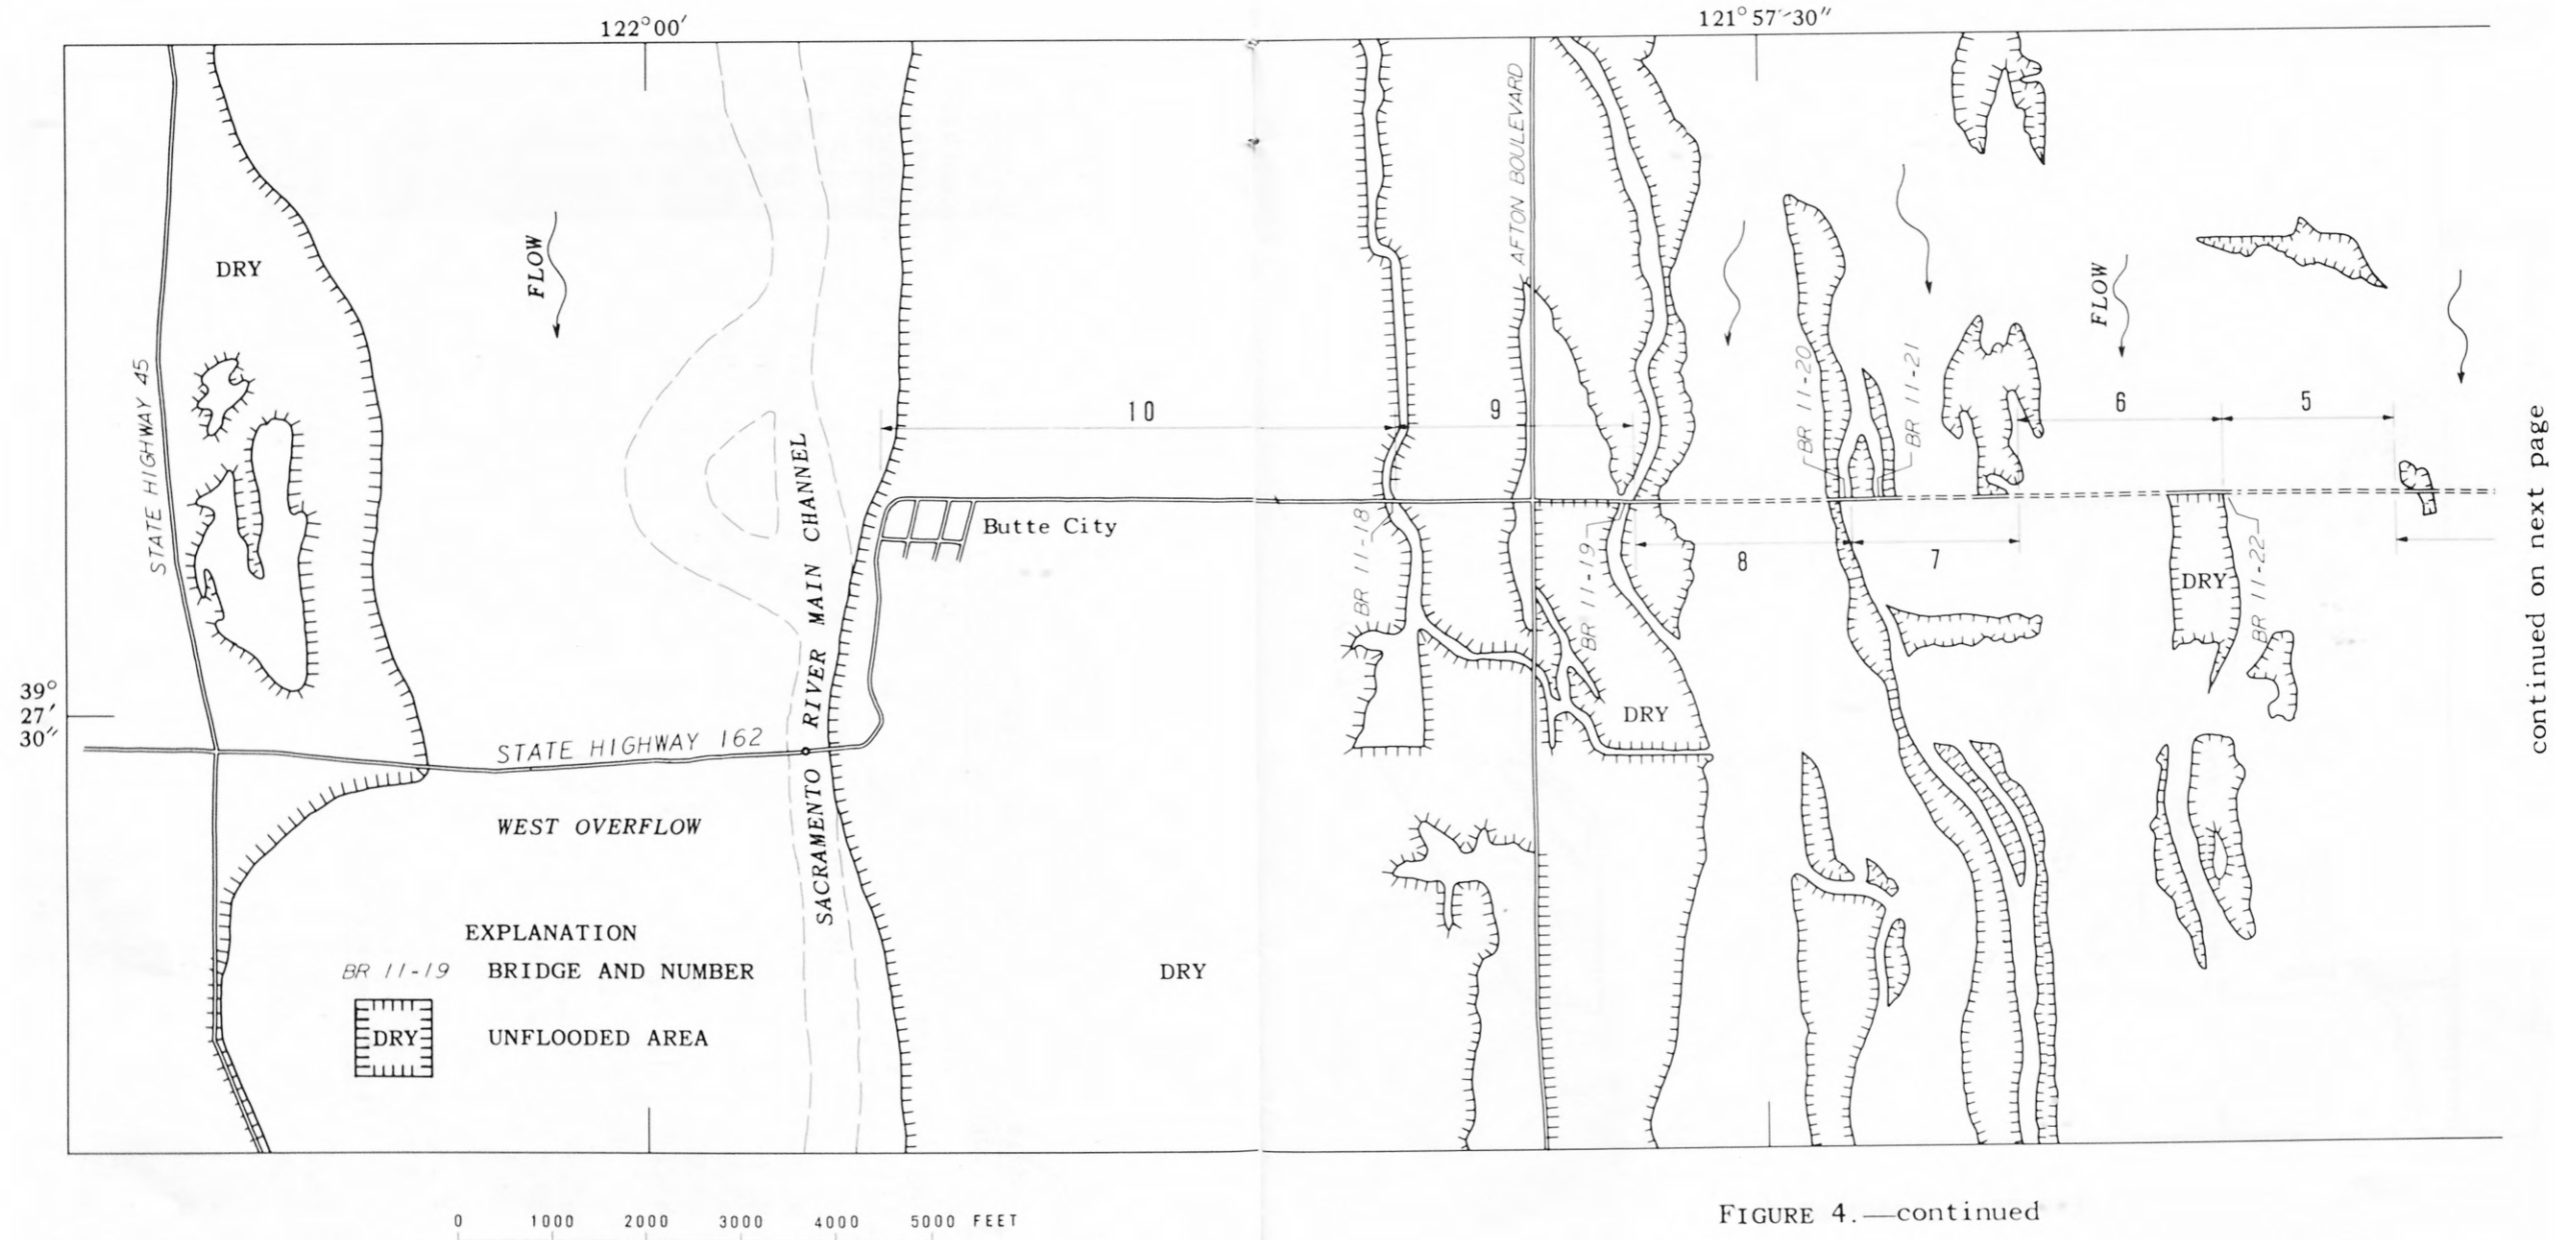 122°00′
121°57′30″
STATE HIGHWAY 45
DRY
FLOW
SACRAMENTO RIVER MAIN CHANNEL
10
9
AFTON BOULEVARD
BR 11-20
BR 11-21
FLOW
6
5
Butte City
BR 11-18
BR 11-19
8
7
DRY
BR 11-22
continued on next page
39°
27′
30″
STATE HIGHWAY 162
DRY
WEST OVERFLOW
EXPLANATION
BR 11-19 BRIDGE AND NUMBER
DRY UNFLOODED AREA
DRY
0 1000 2000 3000 4000 5000 FEET
FIGURE 4.—continued